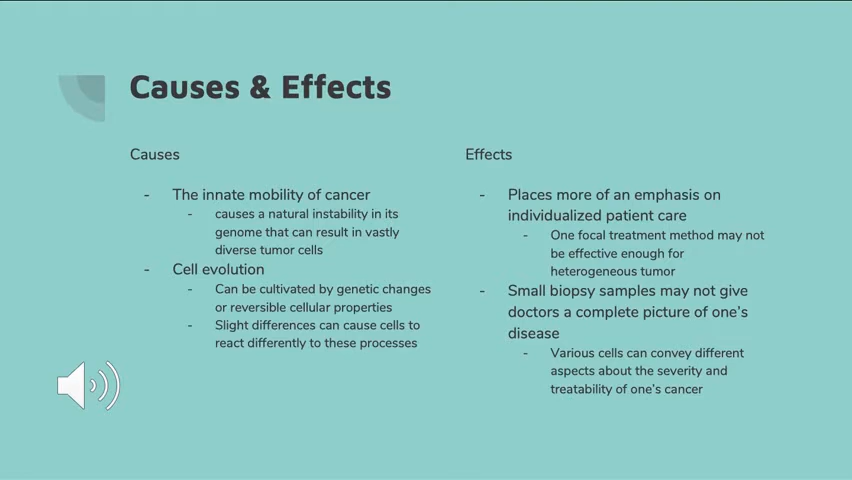 Causes & Effects
Causes
- The innate mobility of cancer
- causes a natural instability in its
genome that can result in vastly
diverse tumor cells
- Cell evolution
- Can be cultivated by genetic changes
or reversible cellular properties
- Slight differences can cause cells to
react differently to these processes
Effects
- Places more of an emphasis on
individualized patient care
- One focal treatment method may not
be effective enough for
heterogeneous tumor
- Small biopsy samples may not give
doctors a complete picture of one's
disease
- Various cells can convey different
aspects about the severity and
treatability of one's cancer